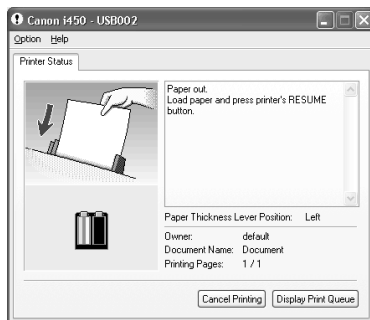 Canon i450 - USB002
Option Help
Printer Status
Paper out.
Load paper and press printer's RESUME
button.
Paper Thickness Lever Position: Left
Owner: default
Document Name: Document
Printing Pages: 1 / 1
Cancel Printing Display Print Queue